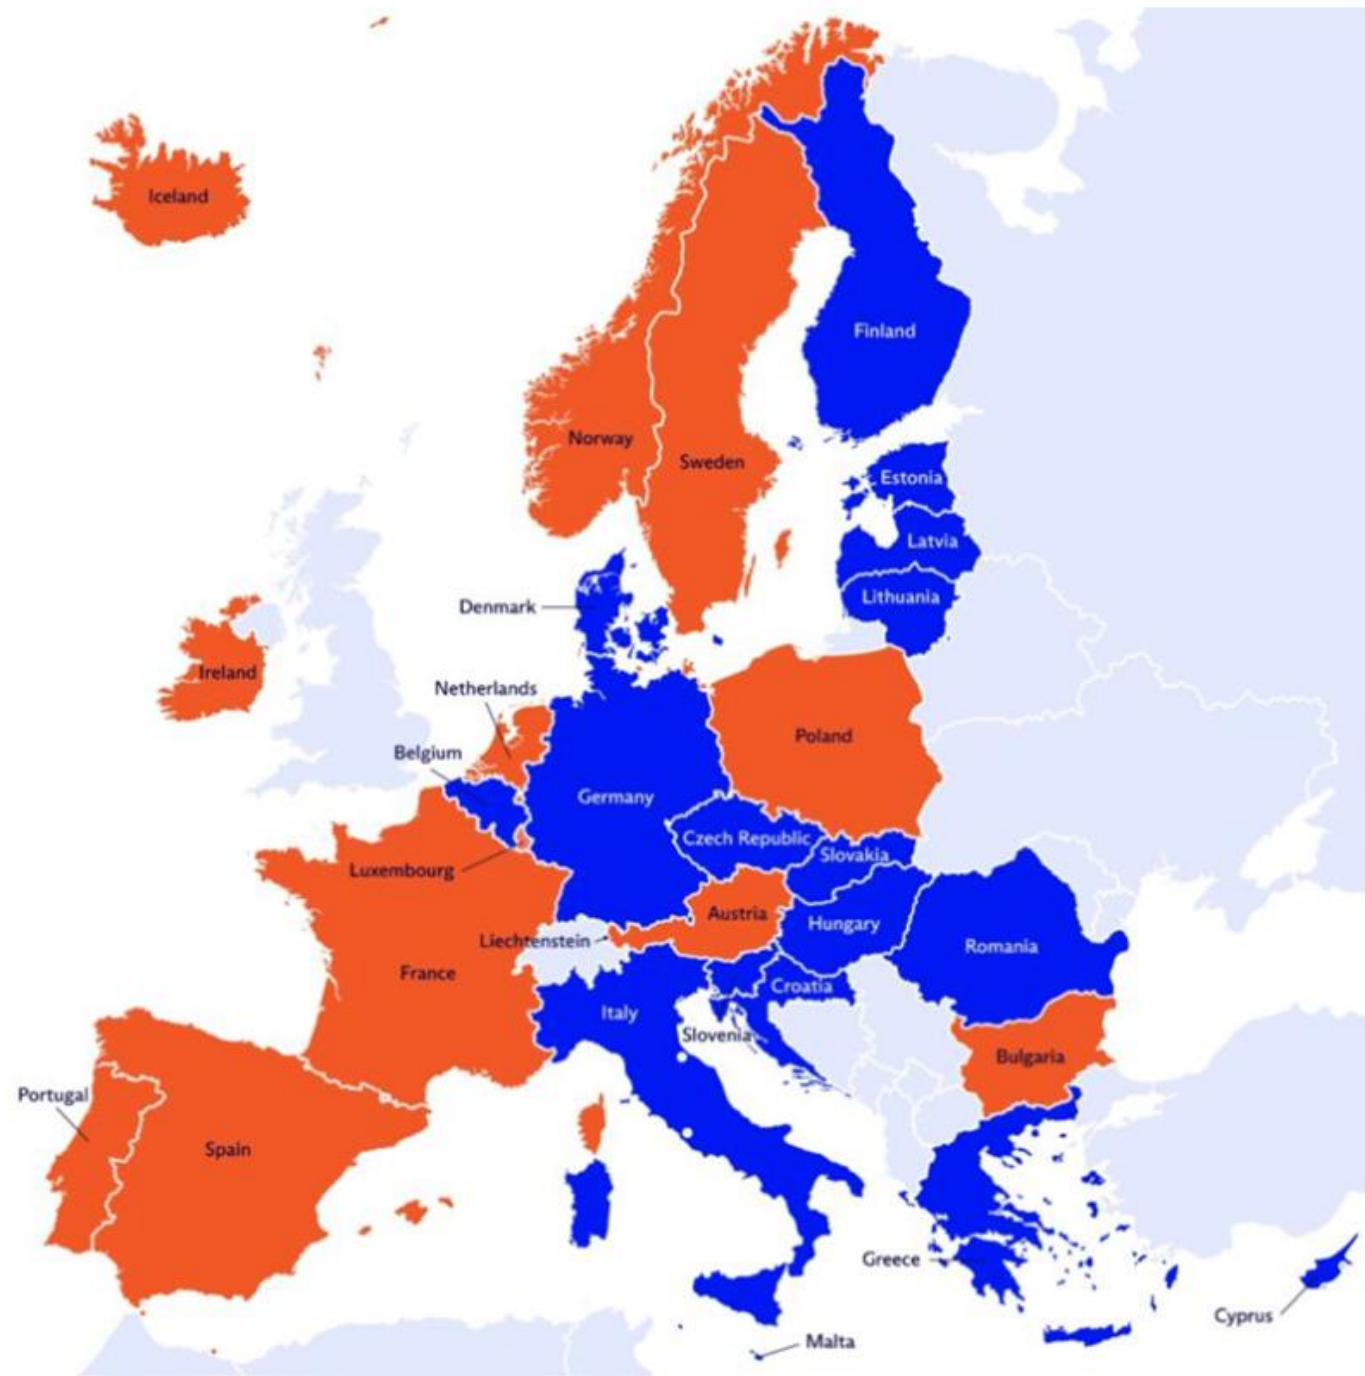 Iceland
Finland
Norway
Sweden
Estonia
Latvia
Lithuania
Denmark
Ireland
Netherlands
Poland
Belgium
Germany
Czech Republic
Slovakia
Luxembourg
Austria
Hungary
Liechtenstein
Romania
France
Croatia
Italy
Slovenia
Bulgaria
Portugal
Spain
Greece
Cyprus
Malta